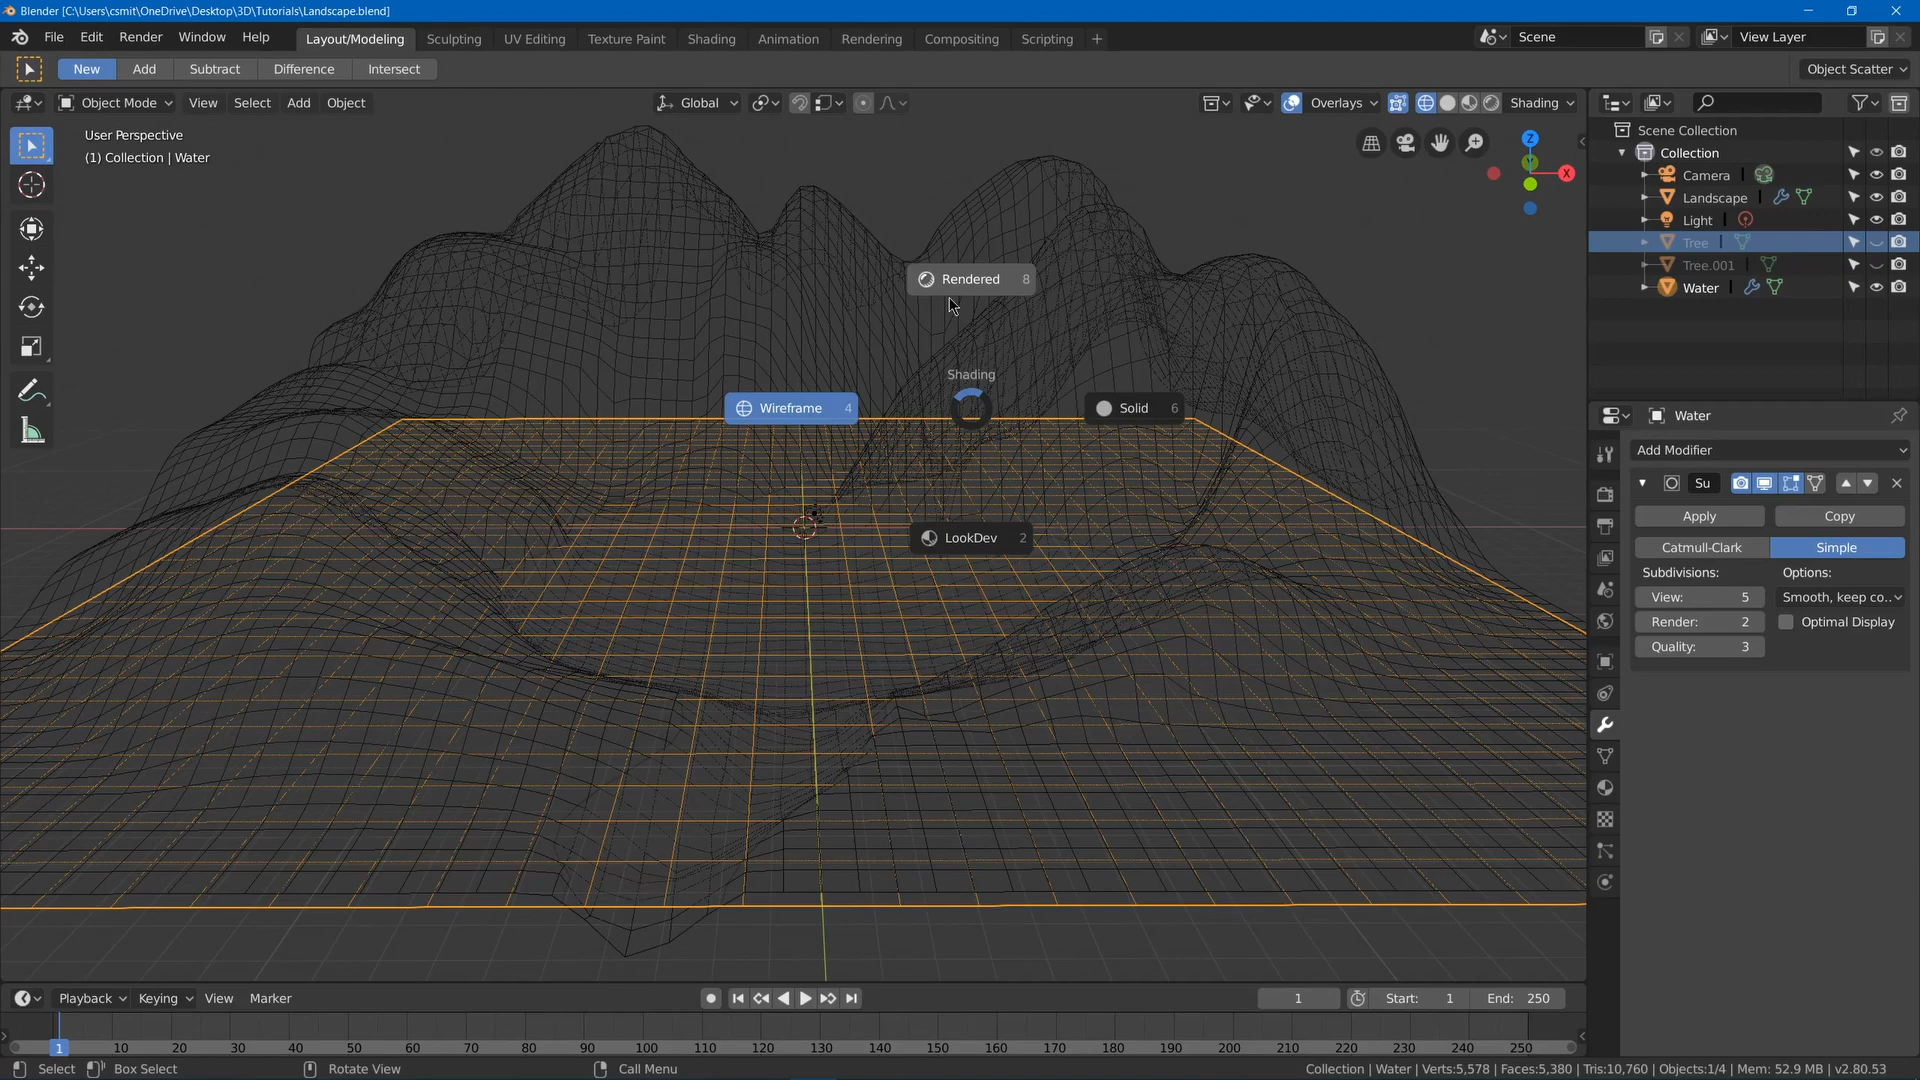 Blender [C:\Users\csmit\OneDrive\Desktop\3D\Tutorials\Landscape.blend]
File Edit Render Window Help Layout/Modeling Sculpting UV Editing Texture Paint Shading Animation Rendering Compositing Scripting + Scene View Layer
New Add Subtract Difference Intersect Object Scatter
Object Mode View Select Add Object Global Overlays Shading
User Perspective
(1) Collection | Water
Z
Y
X
Scene Collection
Collection
Camera
Landscape
Light
Tree
Tree.001
Water
Rendered 8
Shading
Wireframe 4
Solid 6
LookDev 2
Water
Add Modifier
Su
Apply Copy
Catmull-Clark Simple
Subdivisions: Options:
View: 5 Smooth, keep co..
Render: 2 Optimal Display
Quality: 3
Playback Keying View Marker 1 Start: 1 End: 250
1 10 20 30 40 50 60 70 80 90 100 110 120 130 140 150 160 170 180 190 200 210 220 230 240 250
Select Box Select Rotate View Call Menu Collection | Water | Verts:5,578 | Faces:5,380 | Tris:10,760 | Objects:1/4 | Mem: 52.9 MB | v2.80.53